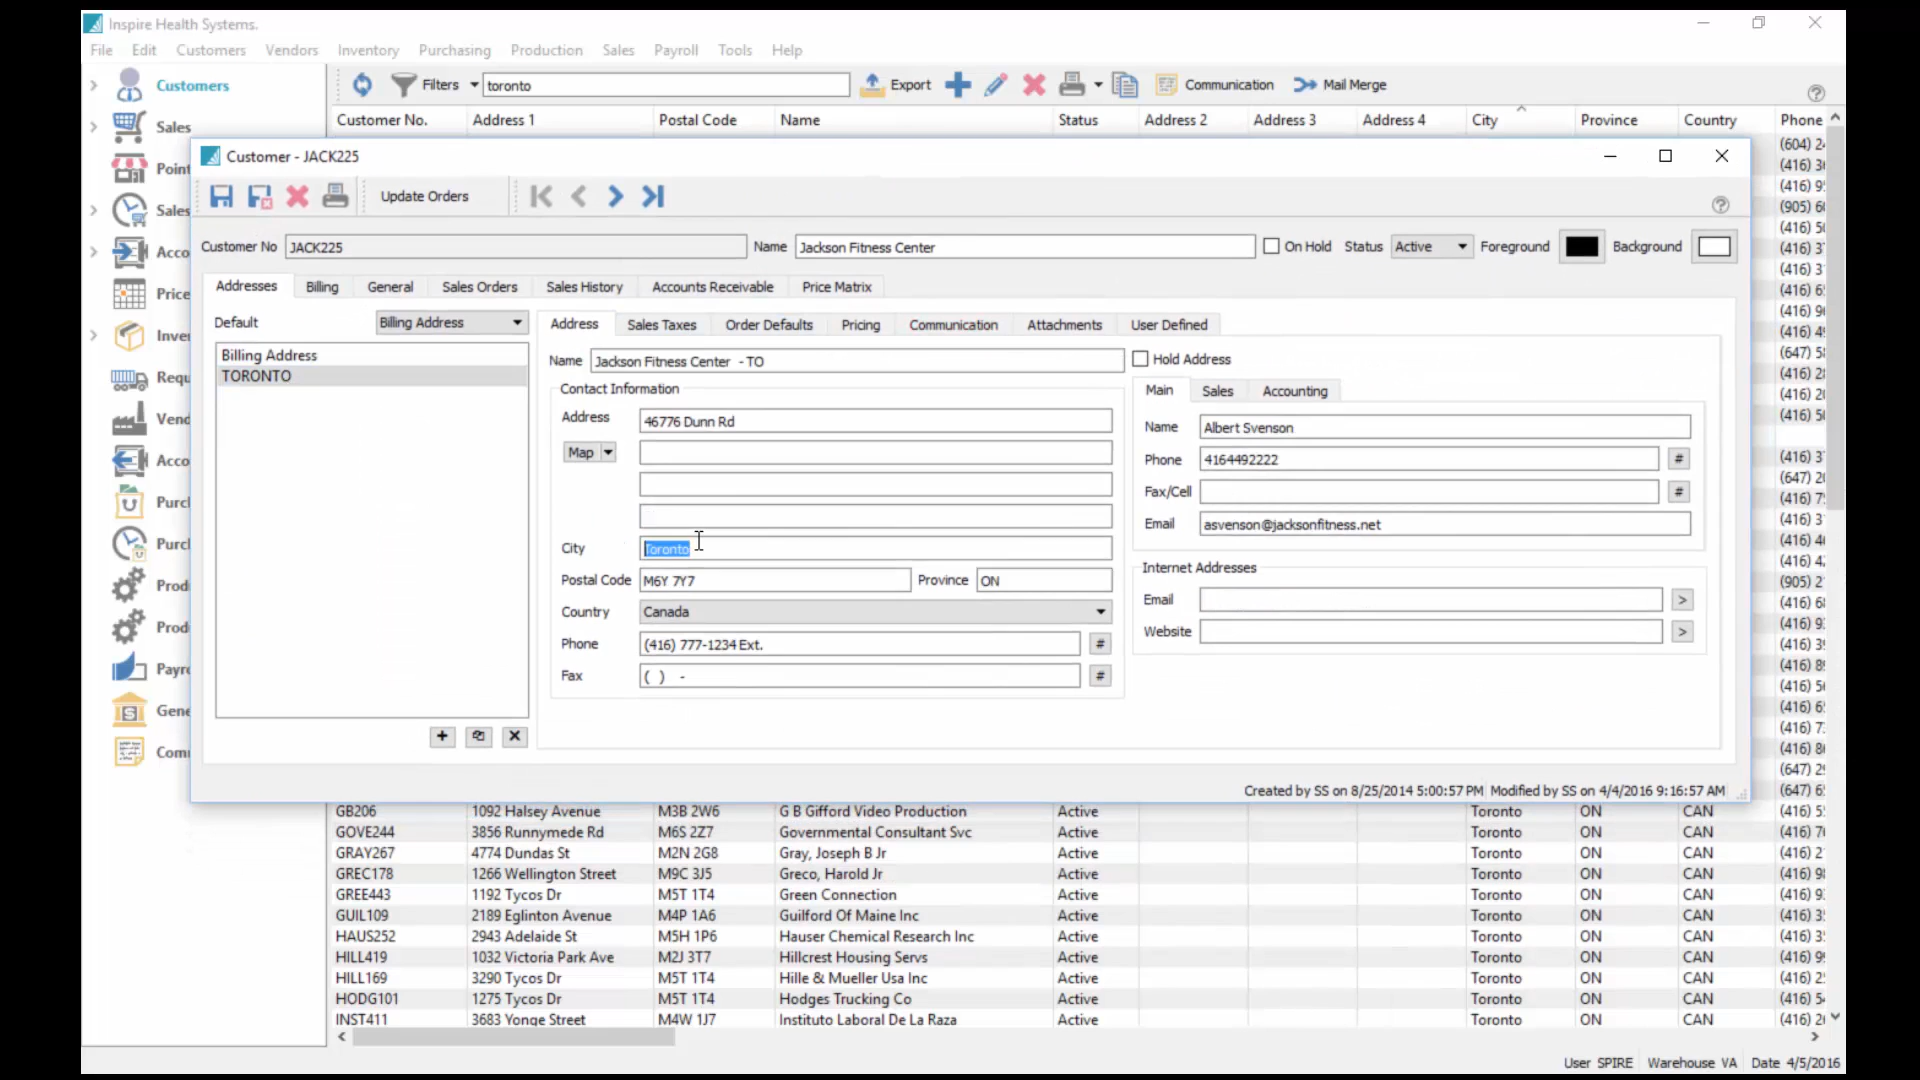 Inspire Health Systems.
File Edit Customers Vendors Inventory Purchasing Production Sales Payroll Tools Help
Customers
Filters toronto Export Communication Mail Merge
Customer No. Address 1 Postal Code Name Status Address 2 Address 3 Address 4 City Province Country Phone
Sales
Point
Sales
Acco
Price
Inve
Requ
Vend
Acco
Purcl
Purcl
Prod
Prod
Payre
Gene
Com
Customer - JACK225
Update Orders
Customer No JACK225 Name Jackson Fitness Center On Hold Status Active Foreground Background
Addresses Billing General Sales Orders Sales History Accounts Receivable Price Matrix
Default Billing Address
Billing Address
TORONTO
Address Sales Taxes Order Defaults Pricing Communication Attachments User Defined
Name Jackson Fitness Center - TO
Contact Information
Address 46776 Dunn Rd
Map
City Toronto
Postal Code M6Y 7Y7 Province ON
Country Canada
Phone (416) 777-1234 Ext. #
Fax ( ) - #
Hold Address
Main Sales Accounting
Name Albert Svenson
Phone 4164492222 #
Fax/Cell #
Email asvenson@jacksonfitness.net
Internet Addresses
Email >
Website >
Created by SS on 8/25/2014 5:00:57 PM Modified by SS on 4/4/2016 9:16:57 AM
GB206 1092 Halsey Avenue M3B 2W6 G B Gifford Video Production Active Toronto ON CAN
GOVE244 3856 Runnymede Rd M6S 2Z7 Governmental Consultant Svc Active Toronto ON CAN
GRAY267 4774 Dundas St M2N 2G8 Gray, Joseph B Jr Active Toronto ON CAN
GREC178 1266 Wellington Street M9C 3J5 Greco, Harold Jr Active Toronto ON CAN
GREE443 1192 Tycos Dr M5T 1T4 Green Connection Active Toronto ON CAN
GUIL109 2189 Eglinton Avenue M4P 1A6 Guilford Of Maine Inc Active Toronto ON CAN
HAUS252 2943 Adelaide St M5H 1P6 Hauser Chemical Research Inc Active Toronto ON CAN
HILL419 1032 Victoria Park Ave M2J 3T7 Hillcrest Housing Servs Active Toronto ON CAN
HILL169 3290 Tycos Dr M5T 1T4 Hille & Mueller Usa Inc Active Toronto ON CAN
HODG101 1275 Tycos Dr M5T 1T4 Hodges Trucking Co Active Toronto ON CAN
INST411 3683 Yonge Street M4W 1J7 Instituto Laboral De La Raza Active Toronto ON CAN
User SPIRE Warehouse VA Date 4/5/2016